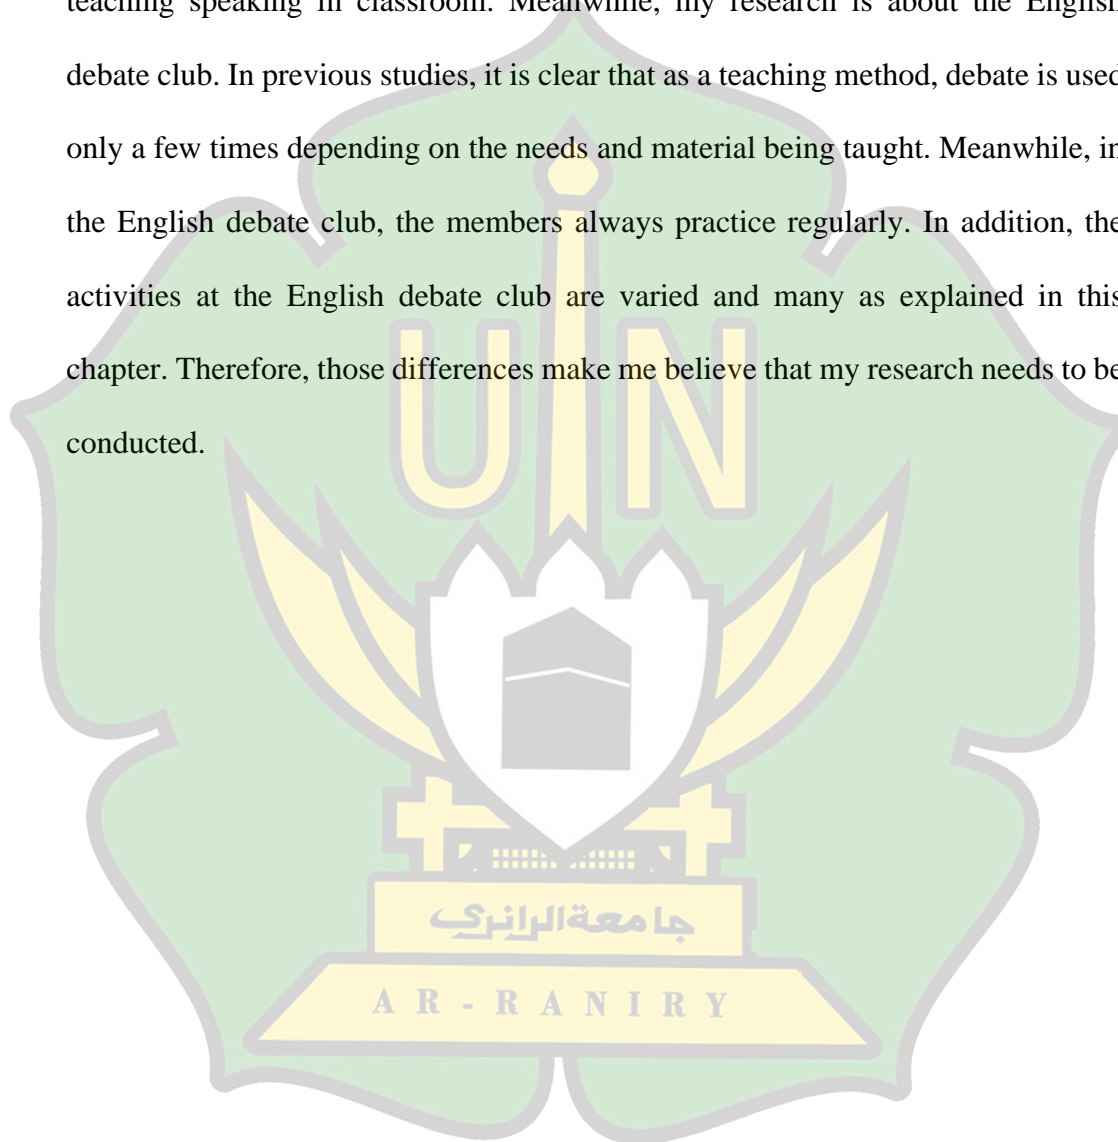 teaching speaking in classroom. Meanwhile, my research is about the English
debate club. In previous studies, it is clear that as a teaching method, debate is used
only a few times depending on the needs and material being taught. Meanwhile, in
the English debate club, the members always practice regularly. In addition, the
activities at the English debate club are varied and many as explained in this
chapter. Therefore, those differences make me believe that my research needs to be
conducted.
UIN
جامعة الرانري
AR-RANIRY